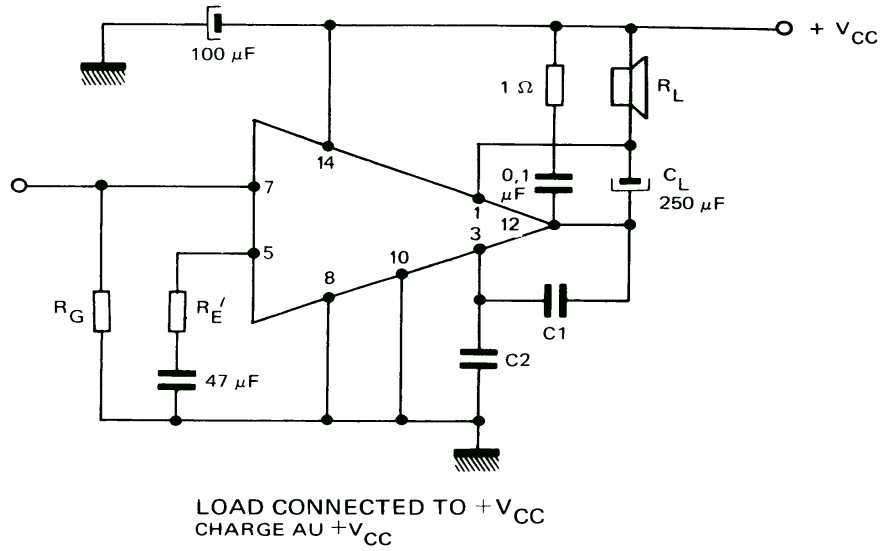 + VCC
100 μF
1 Ω
RL
14
7
0,1
μF
CL
250 μF
1
12
5
3
10
8
RG
RE′
C1
C2
47 μF
LOAD CONNECTED TO +VCC
CHARGE AU +VCC